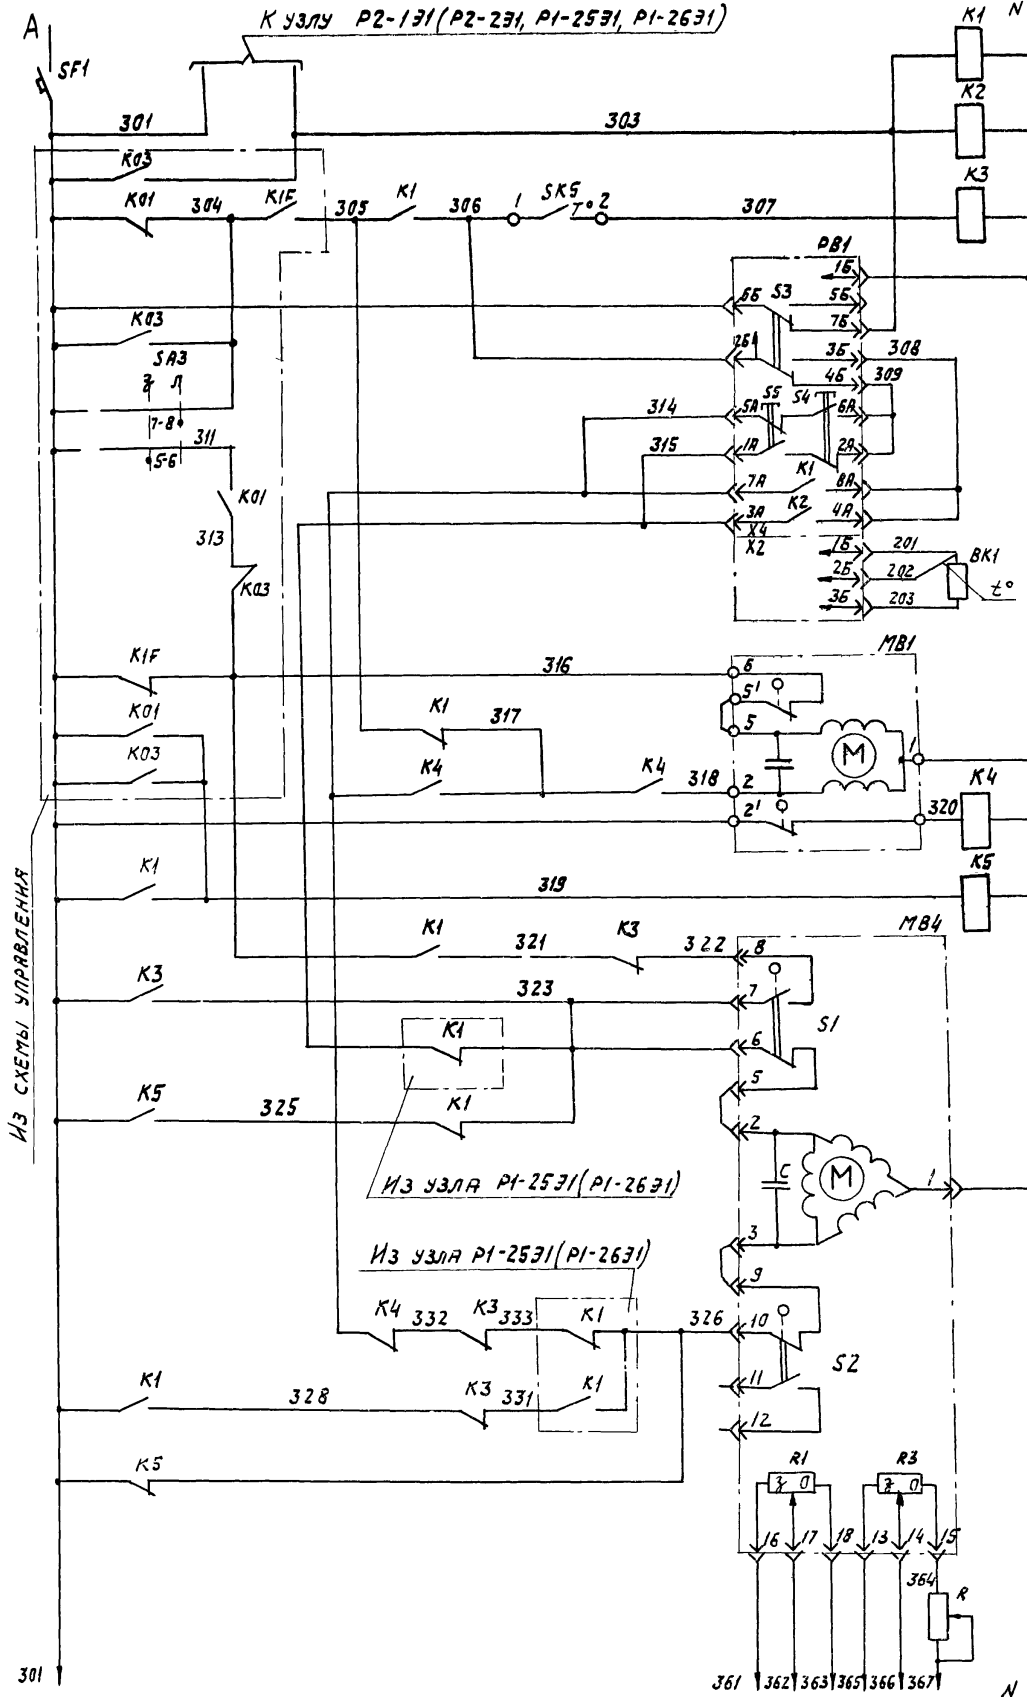 А К УЗЛУ Р2-1Э1 (Р2-2Э1, Р1-25Э1, Р1-26Э1) К1 N
SF1
К2
301 303
К03
К3
К01 304 К1F 305 К1 306 1 SK5 T° 2 307
РВ1
1Б
6Б S3 5Б
7Б
К03
2Б 3Б 308
SА3
4Б 309
З Л
314 5А S5 S4 6А
7-8
311 315 1А 2А
5-6
К1
К01 7А 8А
К2
3А 4А
313 Х4
Х2 1Б 201 ВК1
К03 2Б 202 t°
3Б 203
МВ1
К1F 316 6
5'
К01 К1 317 5
М 1
К03 К4 К4 318 2 К4
2' 320
К1 319 К5
МВ4
ИЗ СХЕМЫ УПРАВЛЕНИЯ
К1 321 К3 322 8
К3 323 7
S1
К1 6
К5 325 К1 5
2
С М 1
ИЗ УЗЛА Р1-25Э1 (Р1-26Э1)
3
ИЗ УЗЛА Р1-25Э1 (Р1-26Э1)
9
К4 332 К3 333 К1 326 10
S2
К1 328 К3 331 К1 11
12
К5
R1 R3
З 0 З 0
16 17 18 13 14 15
364 R
301 361 362 363 365 366 367 N